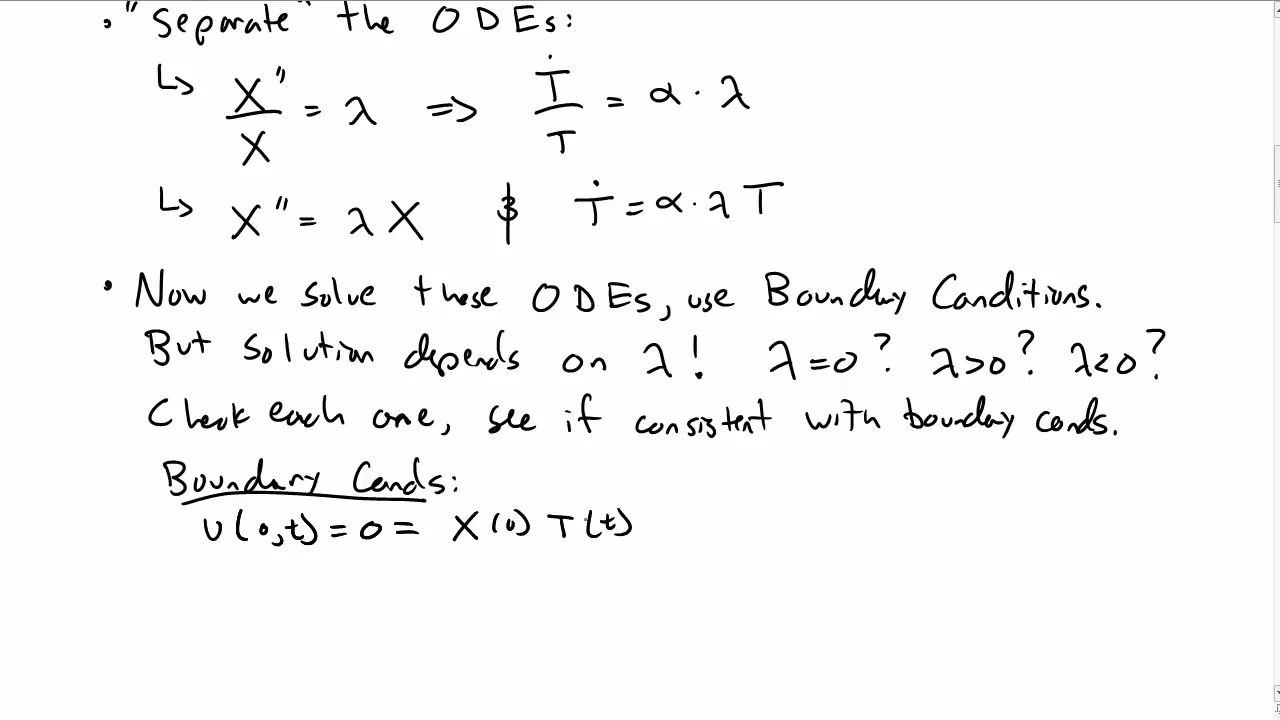 • "Separate" the ODEs:
↳ X''/X = λ ⇒ Ṫ/T = α · λ
↳ X'' = λ X & Ṫ = α · λ T
• Now we solve these ODEs, use Boundary Conditions.
But solution depends on λ! λ=0? λ>0? λ<0?
Check each one, see if consistent with boundary conds.
Boundary Conds:
U(0,t) = 0 = X(0) T(t)